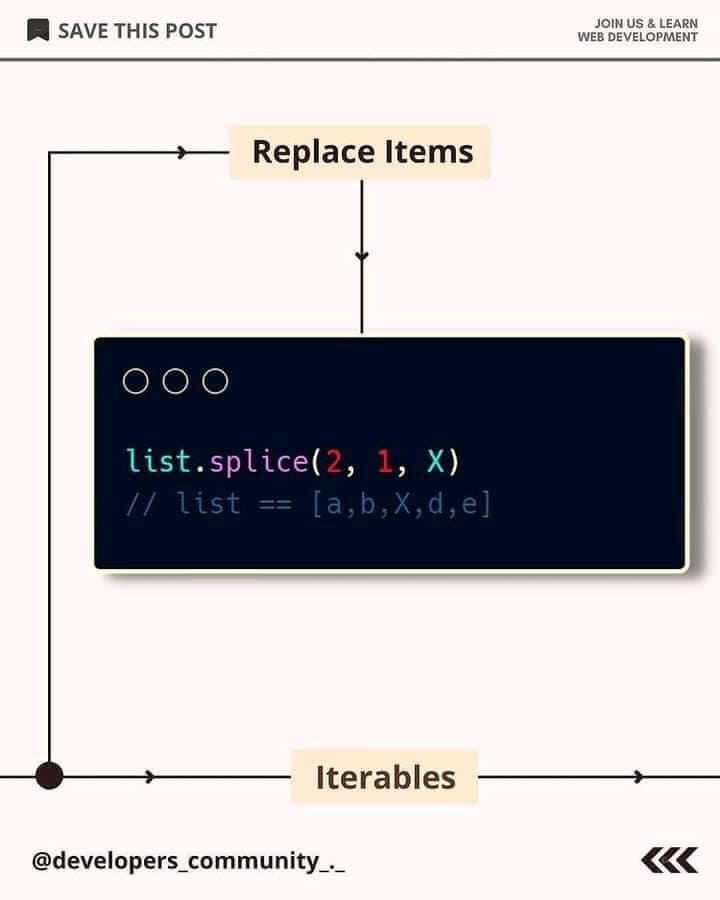 SAVE THIS POST
JOIN US & LEARN
WEB DEVELOPMENT
Replace Items
list.splice(2, 1, X)
// list == [a,b,X,d,e]
Iterables
@developers_community_._